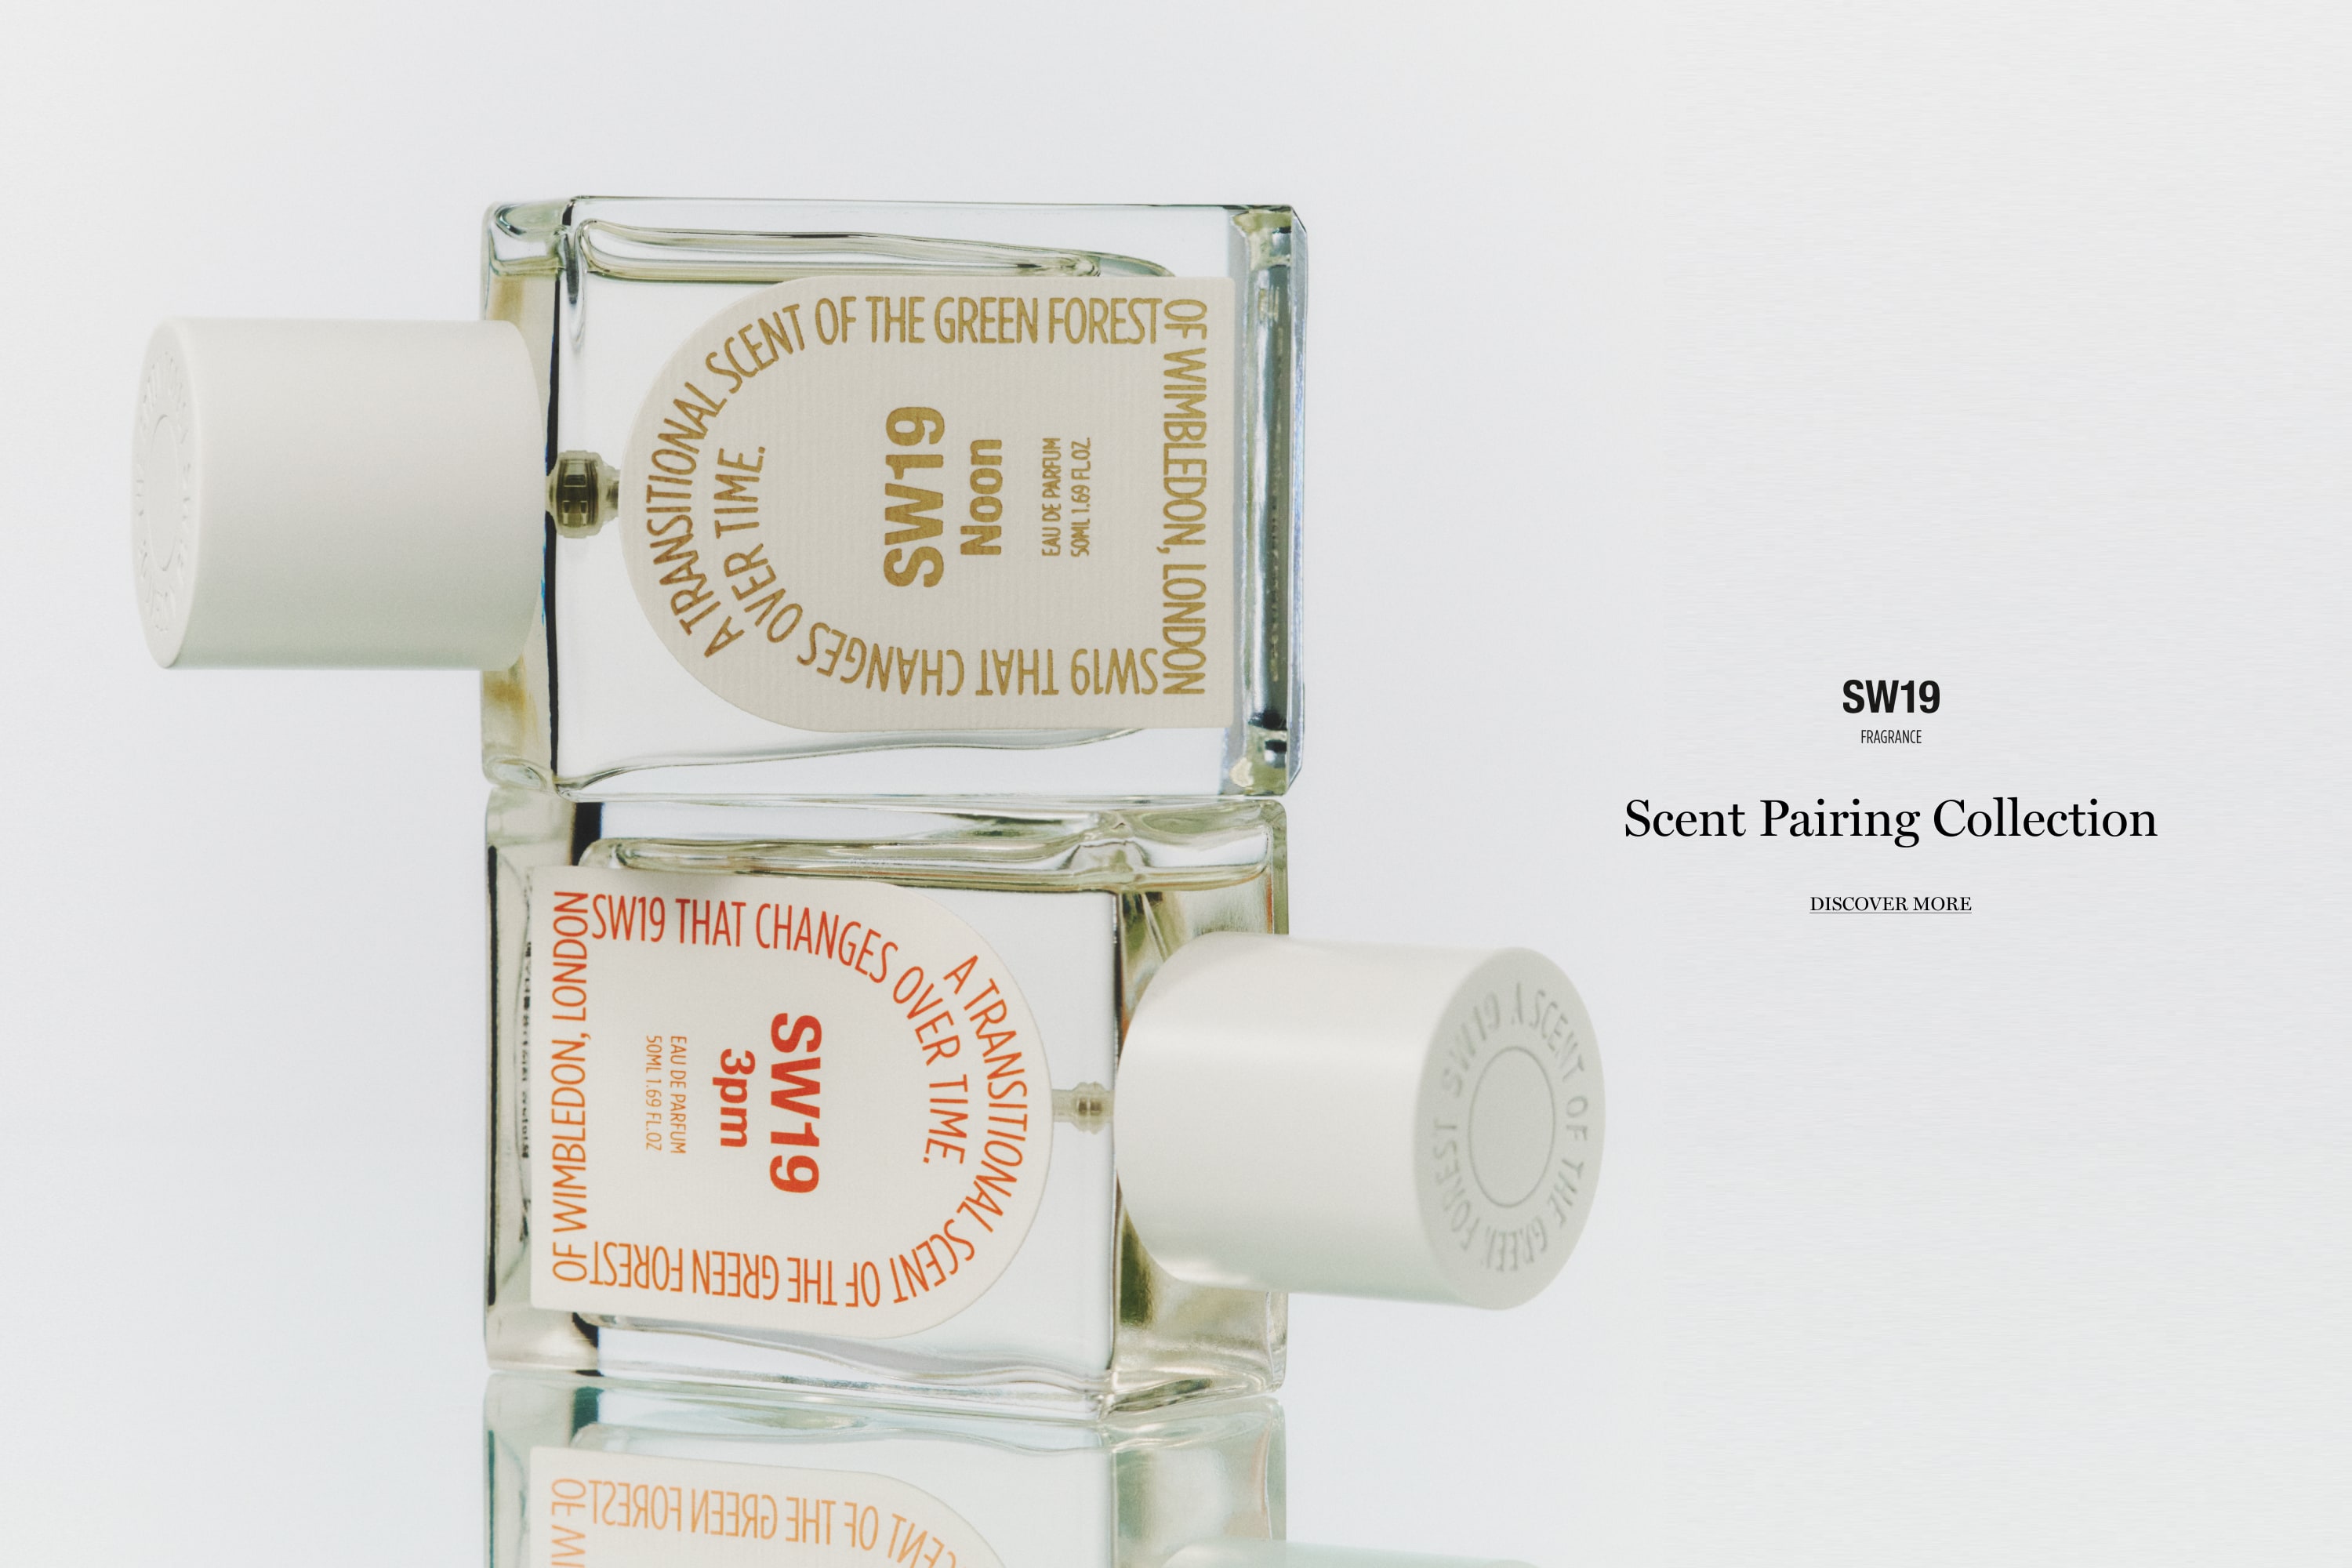 A TRANSITIONAL SCENT OF THE GREEN FOREST
OF WIMBLEDON, LONDON
SW19 THAT CHANGES OVER TIME.
SW19
Noon
EAU DE PARFUM
50ML 1.69 FL.OZ.
A TRANSITIONAL SCENT OF THE GREEN FOREST
OF WIMBLEDON, LONDON
SW19 THAT CHANGES OVER TIME.
SW19
3pm
EAU DE PARFUM
50ML 1.69 FL.OZ
SW19 A SCENT OF THE GREEN FOREST
SW19
FRAGRANCE
Scent Pairing Collection
DISCOVER MORE